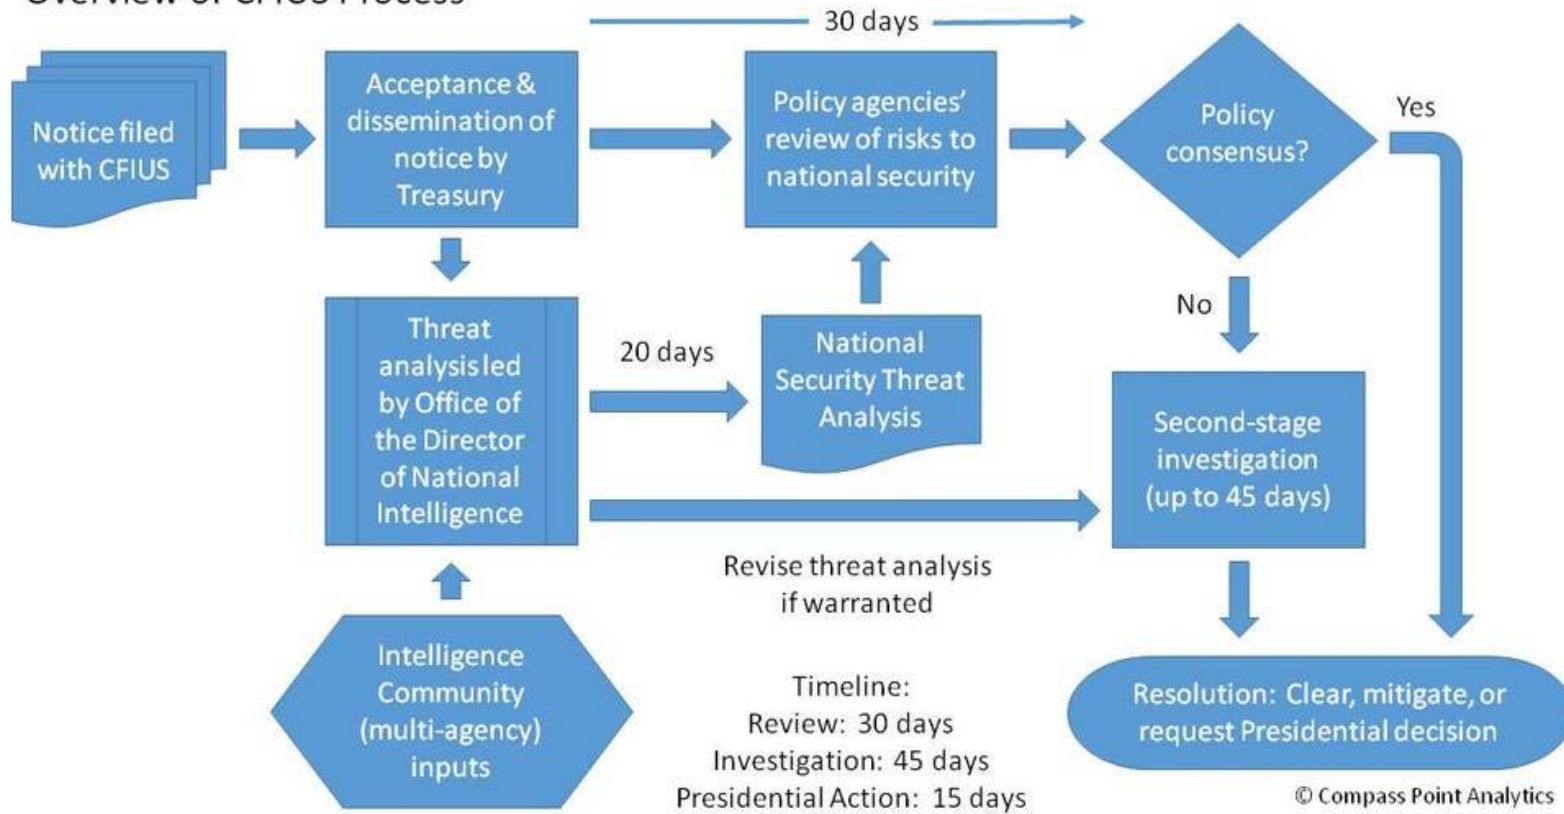 Overview of CFIUS Process
30 days
Notice filed
with CFIUS
Acceptance &
dissemination of
notice by
Treasury
Policy agencies’
review of risks to
national security
Policy
consensus?
Yes
No
Threat
analysis led
by Office of
the Director
of National
Intelligence
20 days
National
Security Threat
Analysis
Second-stage
investigation
(up to 45 days)
Revise threat analysis
if warranted
Intelligence
Community
(multi-agency)
inputs
Timeline:
Review: 30 days
Investigation: 45 days
Presidential Action: 15 days
Resolution: Clear, mitigate, or
request Presidential decision
© Compass Point Analytics